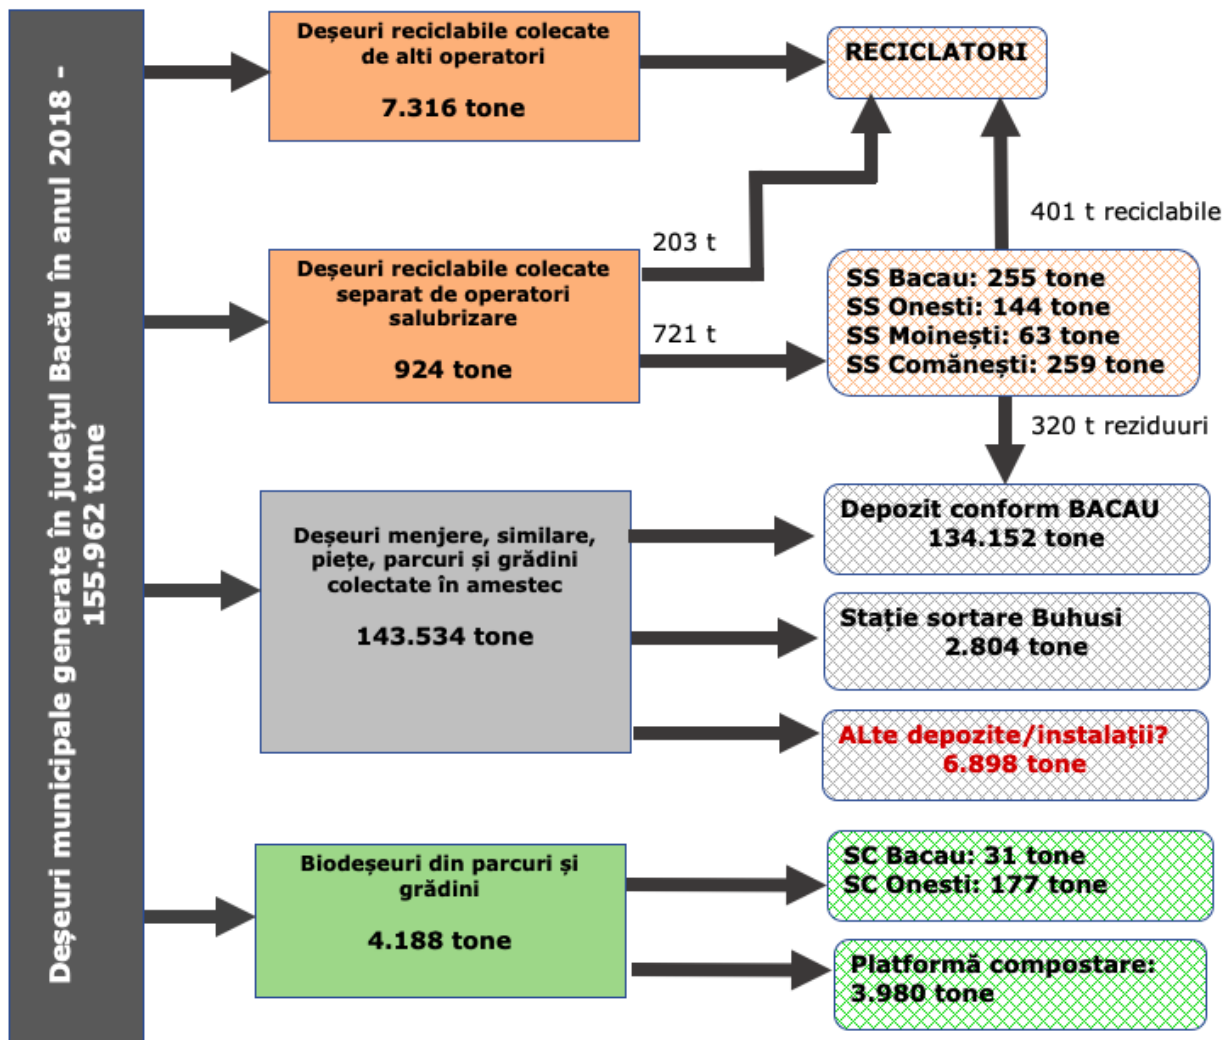 Deșeuri municipale generate în județul Bacău în anul 2018 -
155.962 tone
Deșeuri reciclabile colecate
de alti operatori
7.316 tone
RECICLATORI
401 t reciclabile
203 t
Deșeuri reciclabile colecate
separat de operatori
salubrizare
924 tone
721 t
SS Bacau: 255 tone
SS Onesti: 144 tone
SS Moinești: 63 tone
SS Comănești: 259 tone
320 t reziduuri
Deșeuri menjere, similare,
piețe, parcuri și grădini
colectate în amestec
143.534 tone
Depozit conform BACAU
134.152 tone
Stație sortare Buhusi
2.804 tone
ALte depozite/instalații?
6.898 tone
Biodeșeuri din parcuri și
grădini
4.188 tone
SC Bacau: 31 tone
SC Onesti: 177 tone
Platformă compostare:
3.980 tone